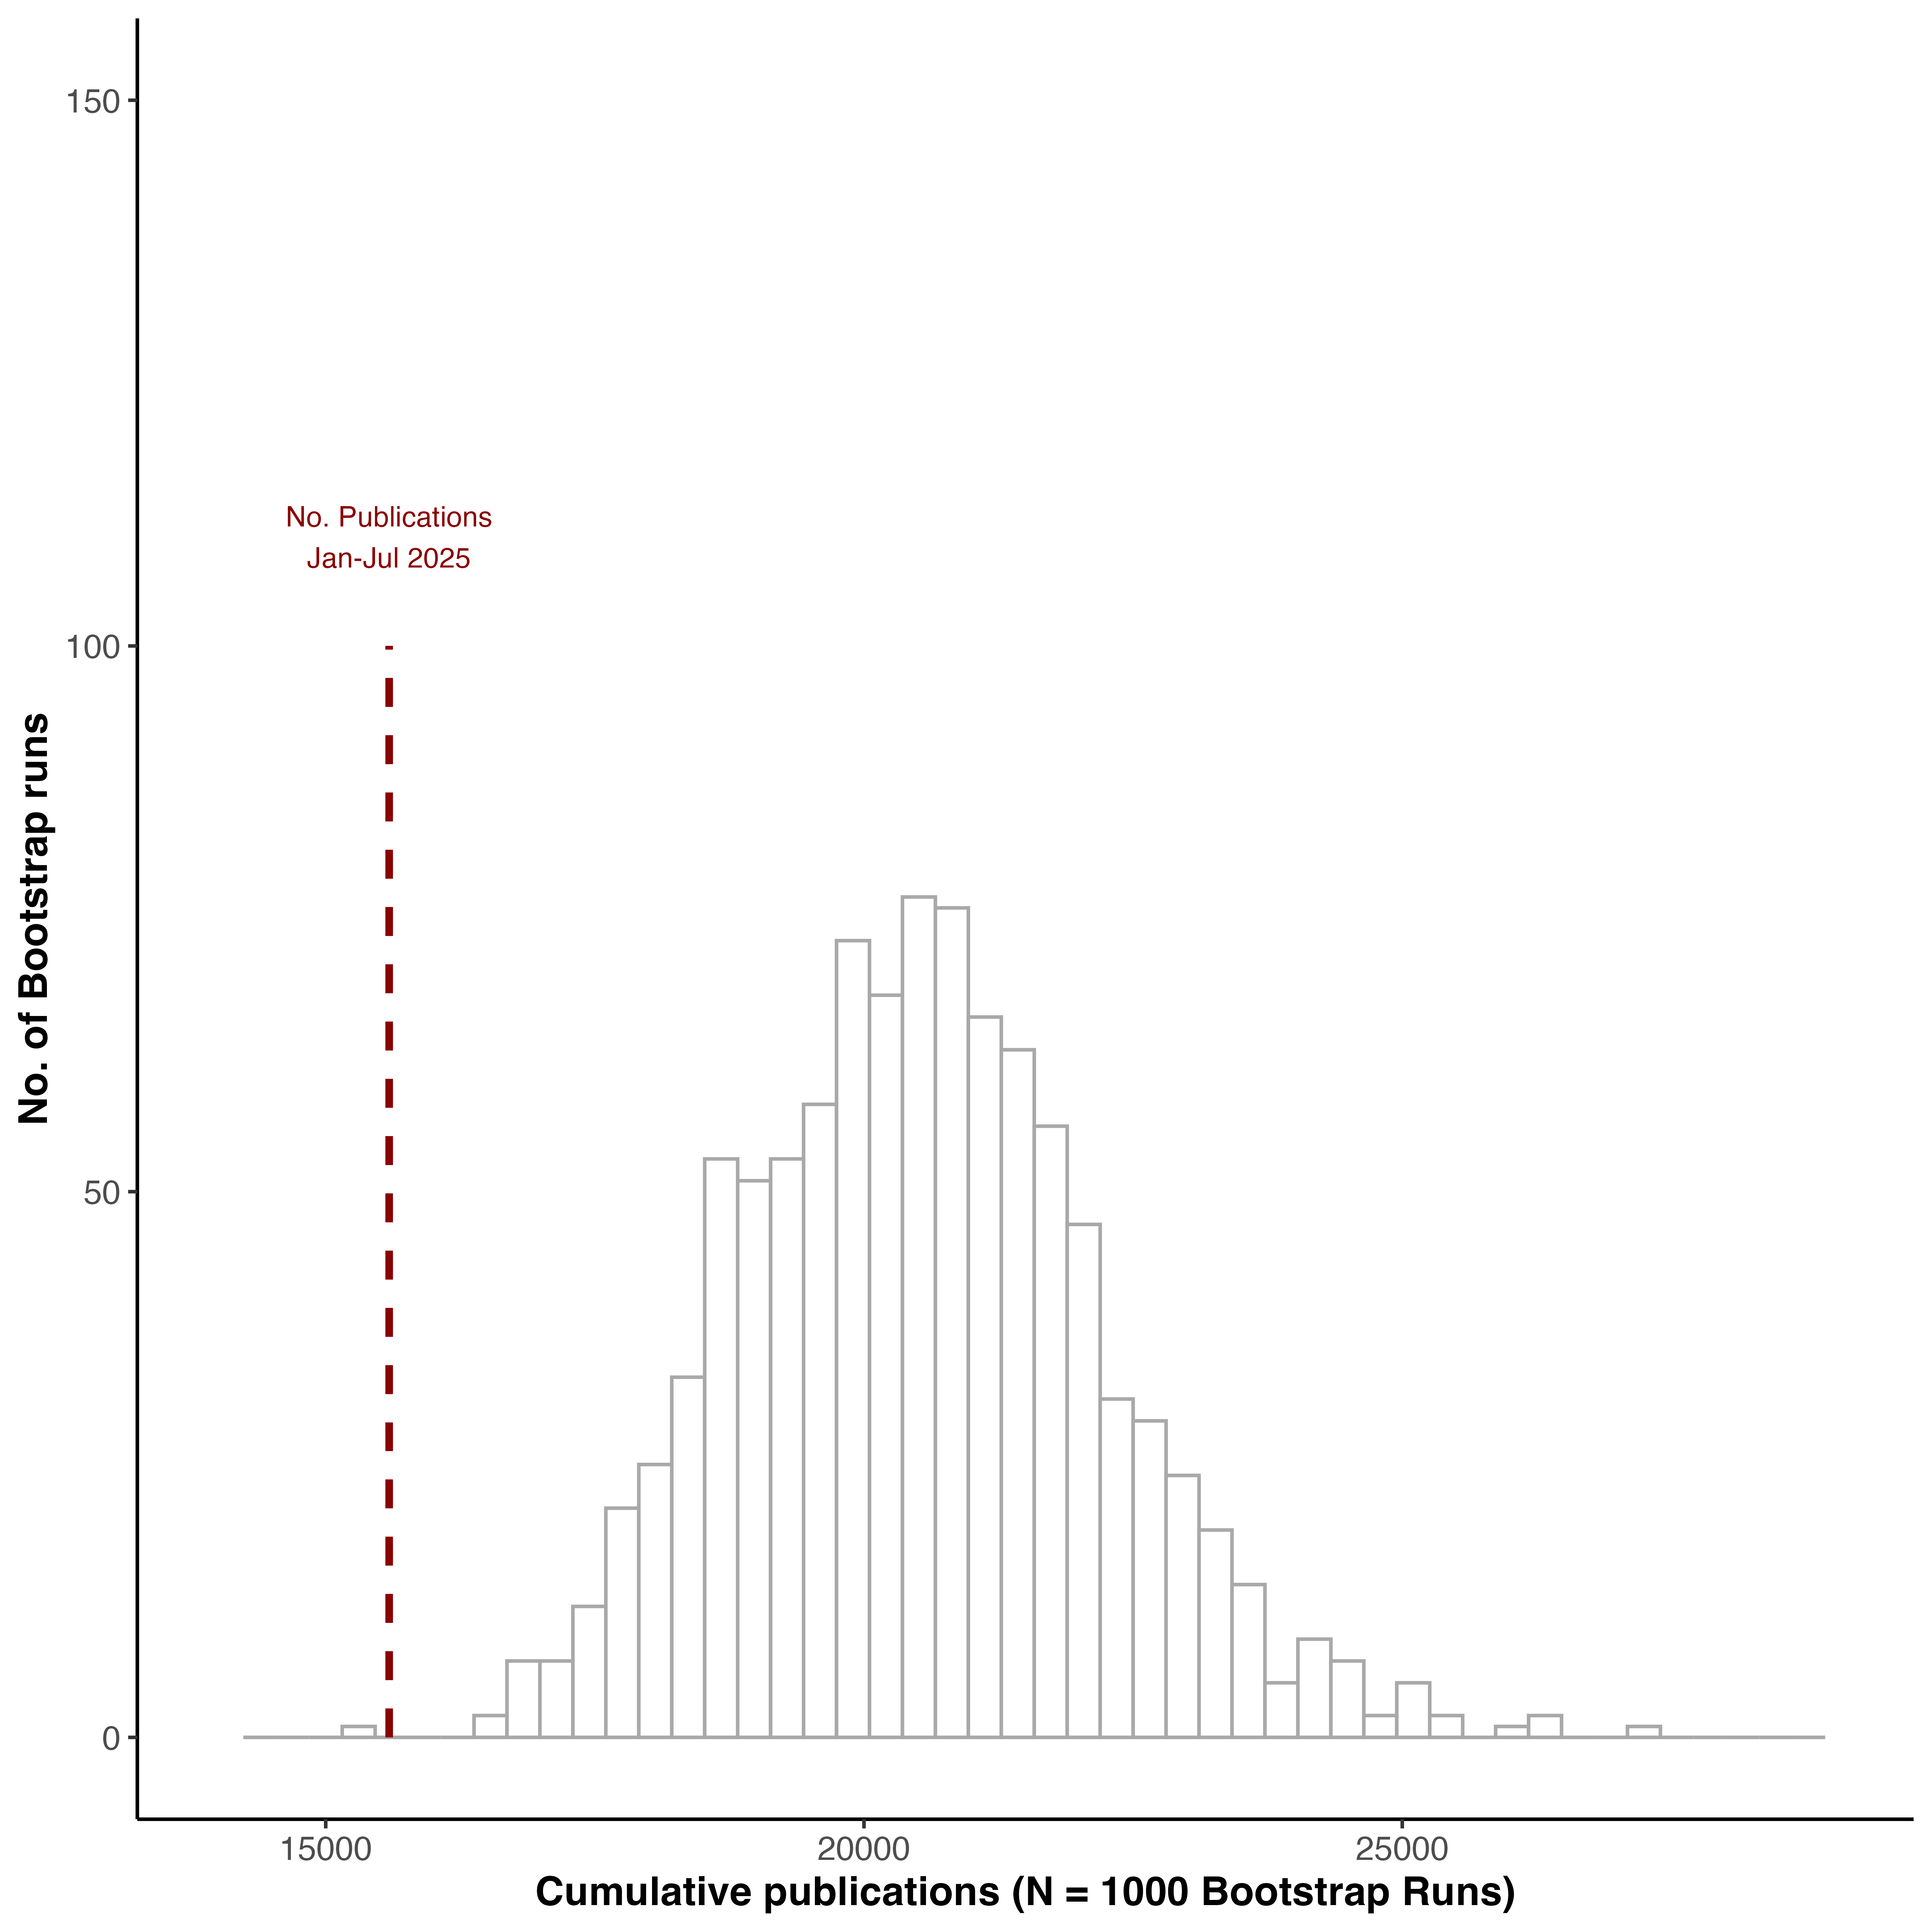 150
100
50
0
No. of Bootstrap runs
No. Publications
Jan-Jul 2025
15000
20000
25000
Cumulative publications (N = 1000 Bootstrap Runs)